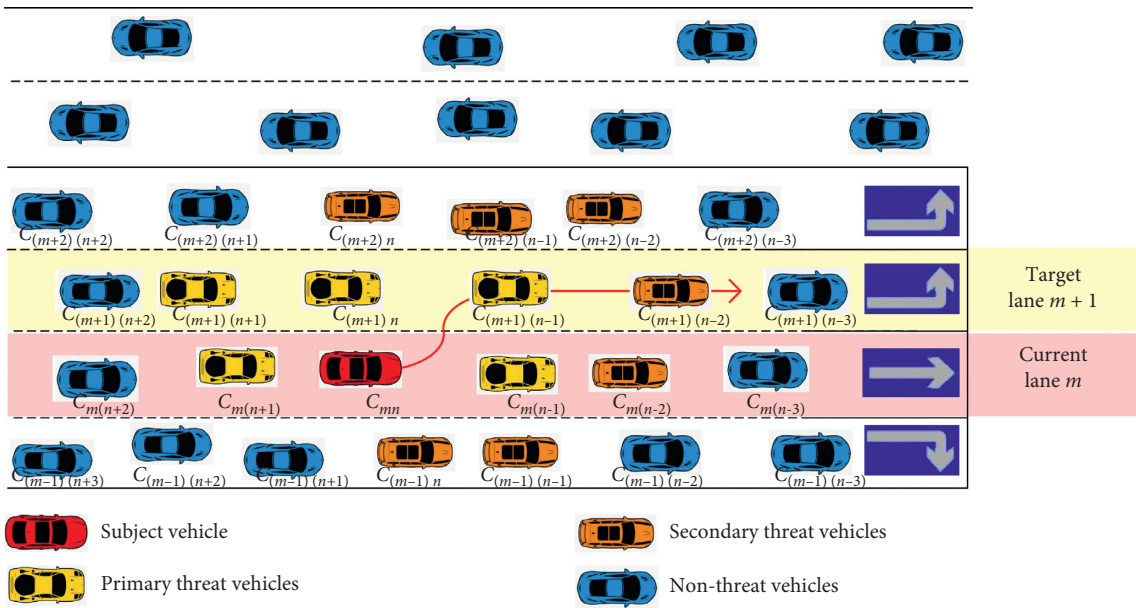 C(m+2) (n+2) C(m+2) (n+1) C(m+2) n C(m+2) (n–1) C(m+2) (n–2) C(m+2) (n–3)
C(m+1) (n+2) C(m+1) (n+1) C(m+1) n C(m+1) (n–1) C(m+1) (n–2) C(m+1) (n–3)
Target
lane m + 1
Cm(n+2) Cm(n+1) Cmn Cm(n-1) Cm(n-2) Cm(n-3)
Current
lane m
C(m–1) (n+3) C(m–1) (n+2) C(m–1) (n+1) C(m–1) n C(m–1) (n–1) C(m–1) (n–2) C(m–1) (n–3)
Subject vehicle
Secondary threat vehicles
Primary threat vehicles
Non-threat vehicles